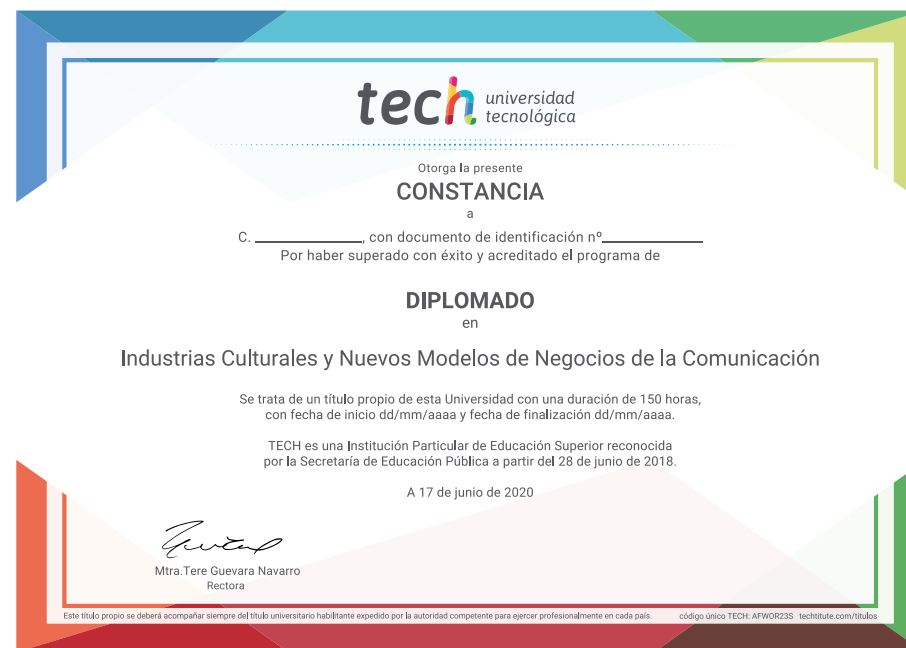 tech universidad
tecnológica
Otorga la presente
CONSTANCIA
a
C. ____________, con documento de identificación nº____________
Por haber superado con éxito y acreditado el programa de
DIPLOMADO
en
Industrias Culturales y Nuevos Modelos de Negocios de la Comunicación
Se trata de un título propio de esta Universidad con una duración de 150 horas,
con fecha de inicio dd/mm/aaaa y fecha de finalización dd/mm/aaaa.
TECH es una Institución Particular de Educación Superior reconocida
por la Secretaría de Educación Pública a partir del 28 de junio de 2018.
A 17 de junio de 2020
Mtra.Tere Guevara Navarro
Rectora
Este título propio se deberá acompañar siempre del título universitario habilitante expedido por la autoridad competente para ejercer profesionalmente en cada país. código único TECH: AFWOR23S techtitute.com/titulos